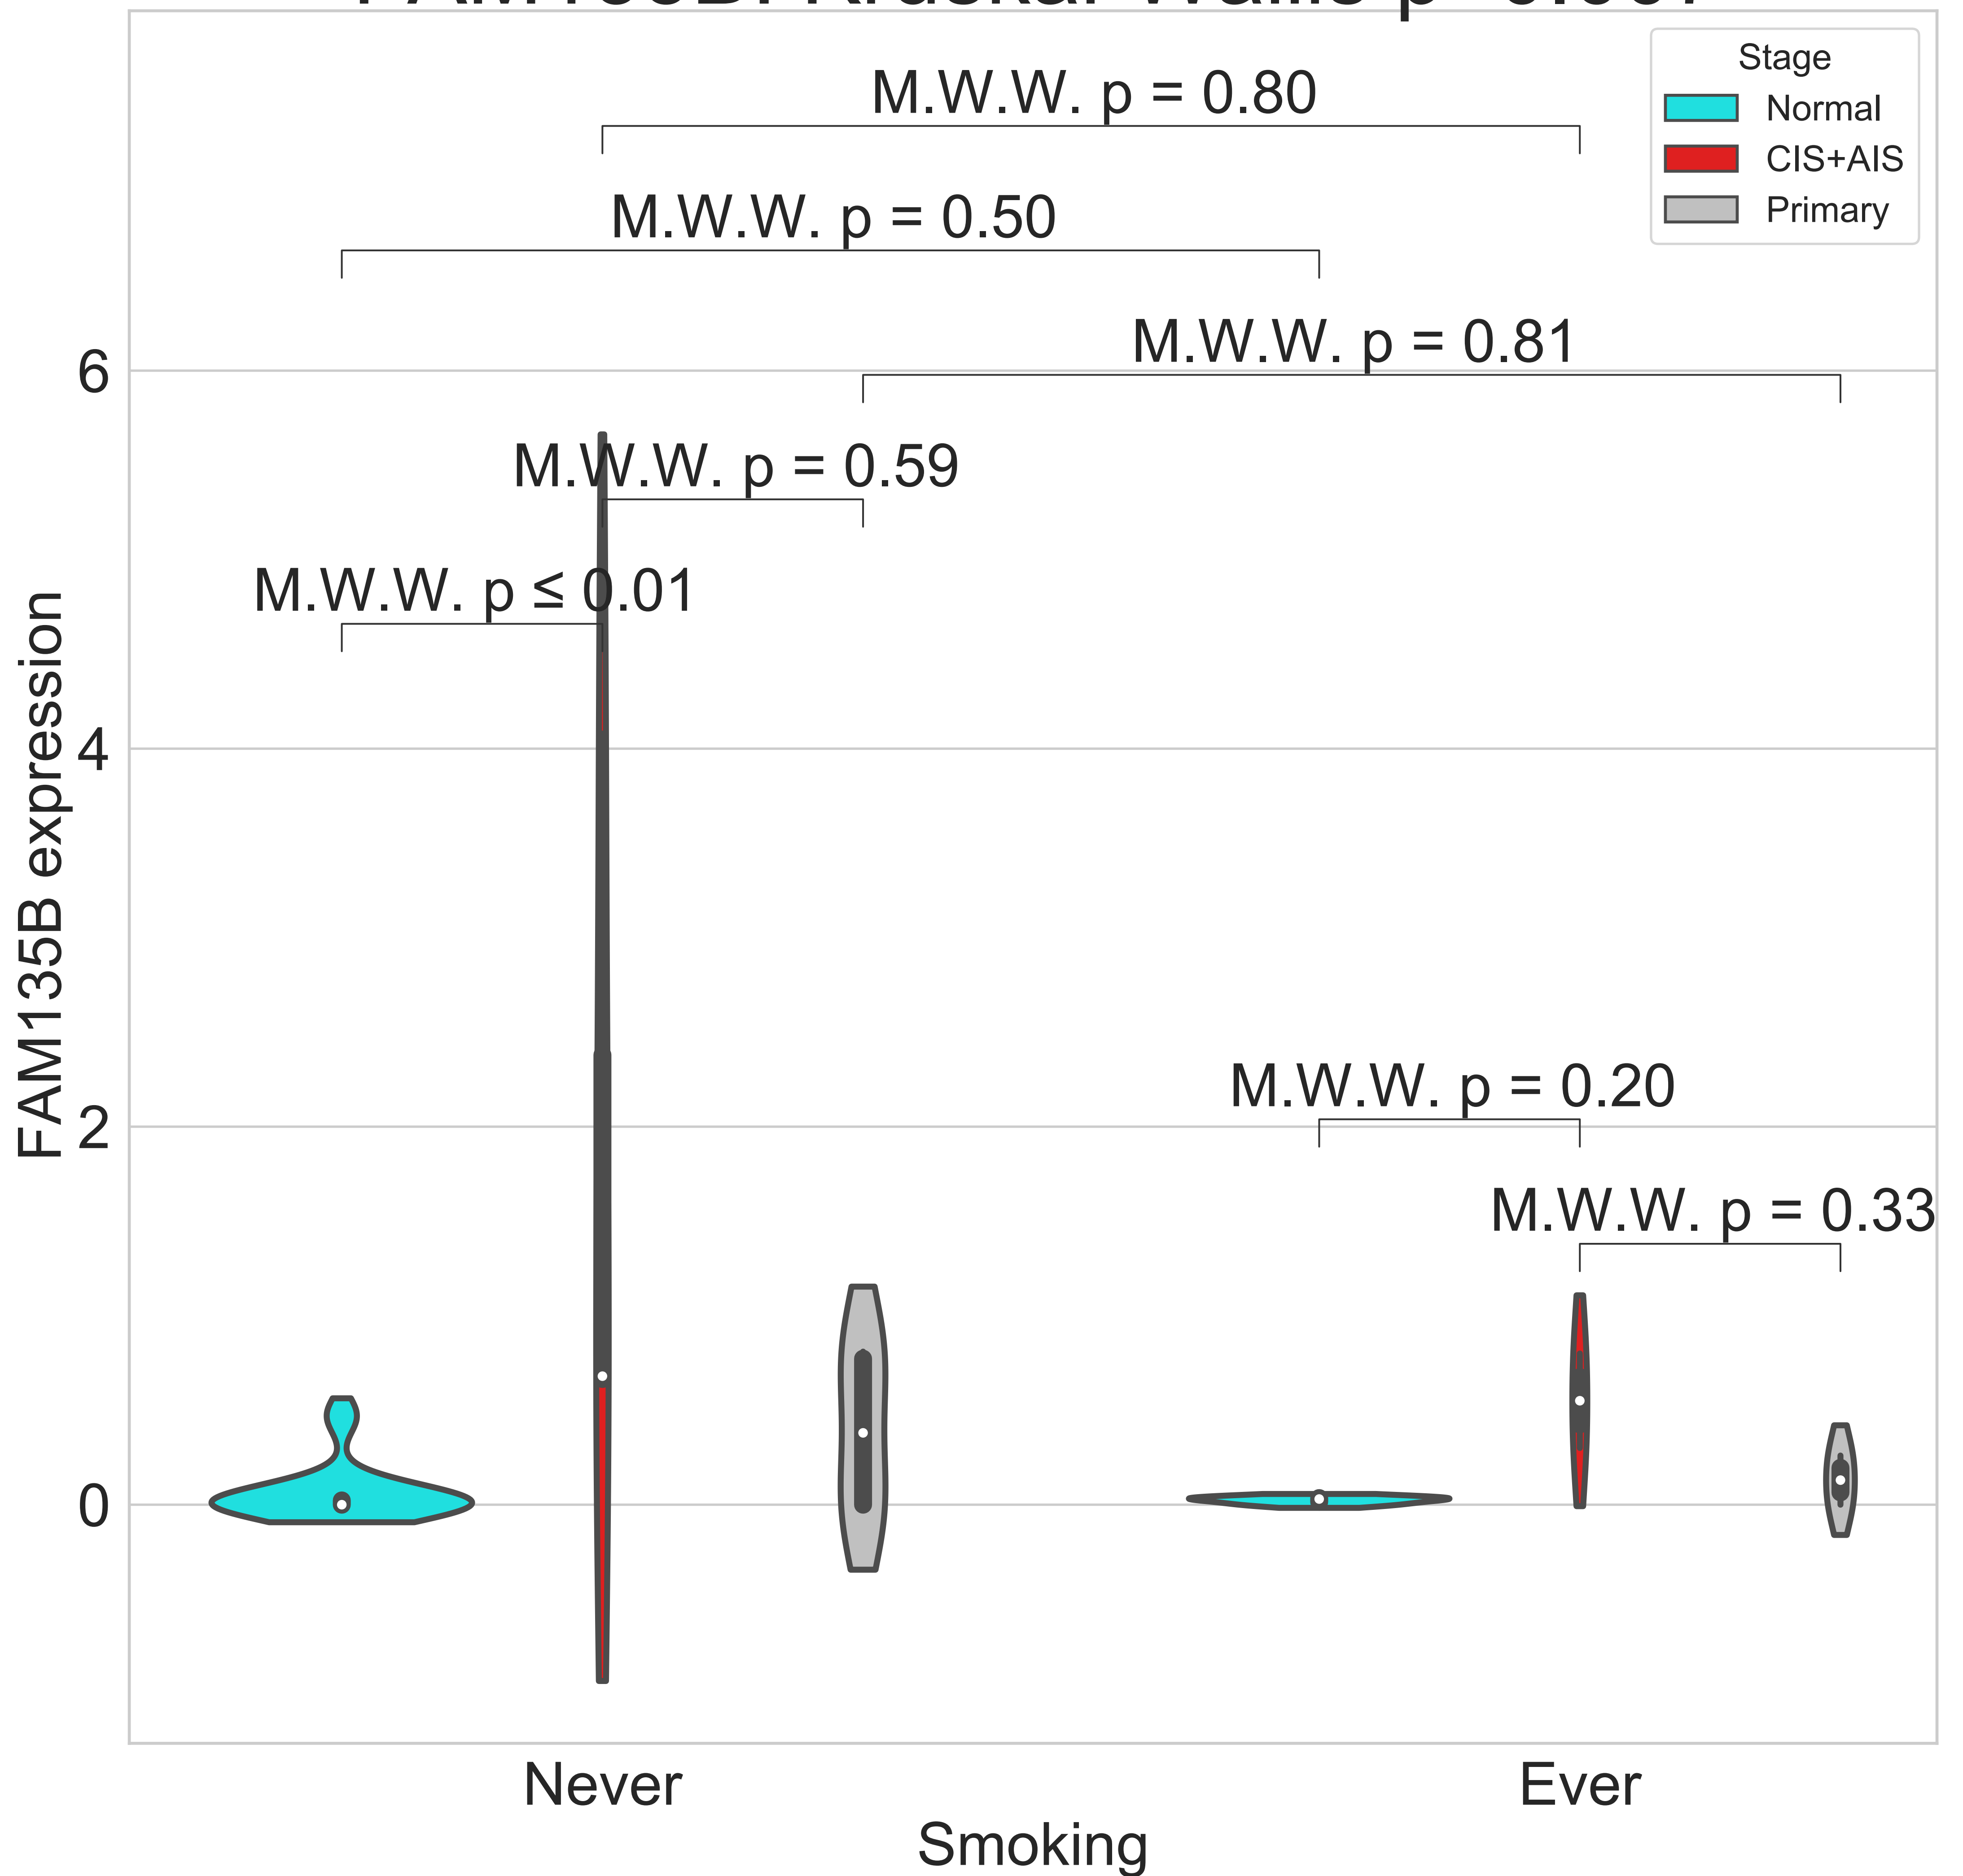 Stage
Normal
CIS+AIS
Primary
M.W.W. p = 0.80
M.W.W. p = 0.50
M.W.W. p = 0.81
M.W.W. p = 0.59
M.W.W. p ≤ 0.01
M.W.W. p = 0.20
M.W.W. p = 0.33
FAM135B expression
6
4
2
0
Never
Ever
Smoking